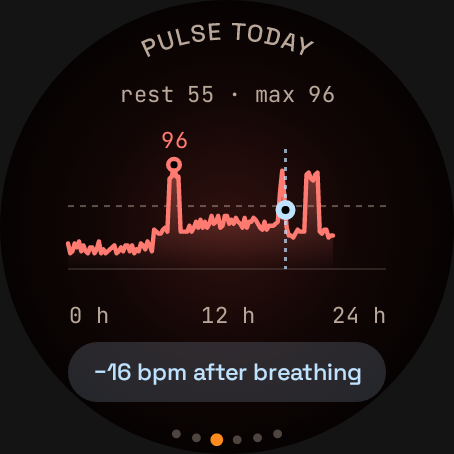 PULSE TODAY
rest 55 · max 96
96
0 h 12 h 24 h
−16 bpm after breathing